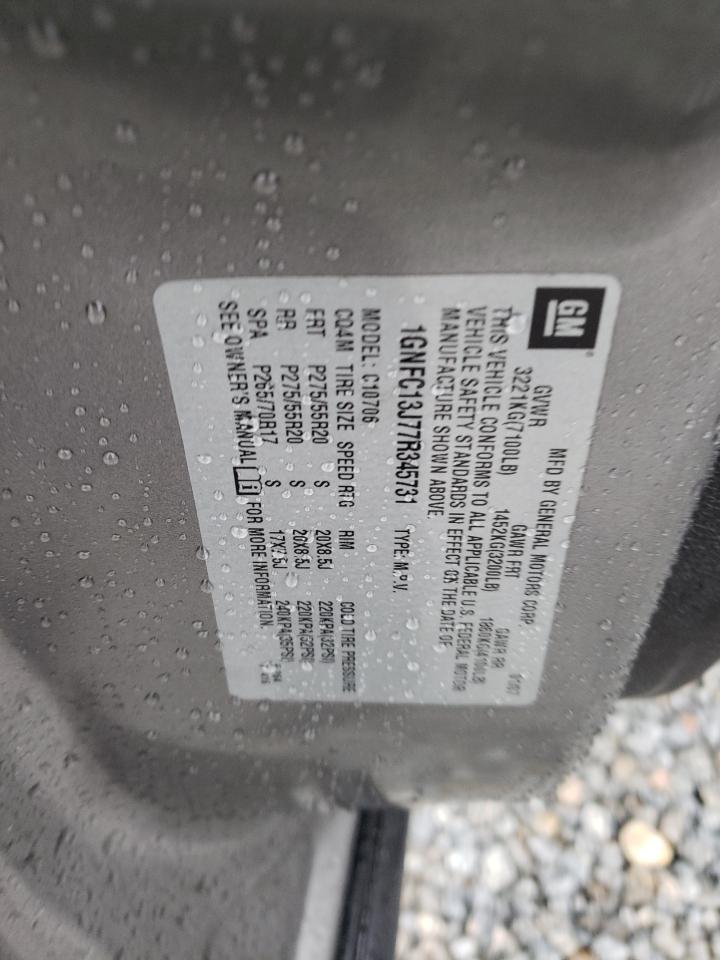 GM®
MFD BY GENERAL MOTORS CORP
GVWR GAWR FRT GAWR RR
3221KG(7100LB) 1452KG(3200LB)
THIS VEHICLE CONFORMS TO ALL APPLICABLE U.S. FEDERAL MOTOR
VEHICLE SAFETY STANDARDS IN EFFECT ON THE DATE OF
MANUFACTURE SHOWN ABOVE.
1GNFC13J77R345731 TYPE: M.P.V.
MODEL: C10706
CQ4M TIRE SIZE SPEED RTG RIM COLD TIRE PRESSURE
FRT P275/55R20 S 20X8.5J 220KPA(32PSI)
RR P275/55R20 S 20X8.5J 220KPA(32PSI)
SPA P265/70R17 S 17X7.5J 240KPA(35PSI)
SEE OWNER'S MANUAL FOR MORE INFORMATION.